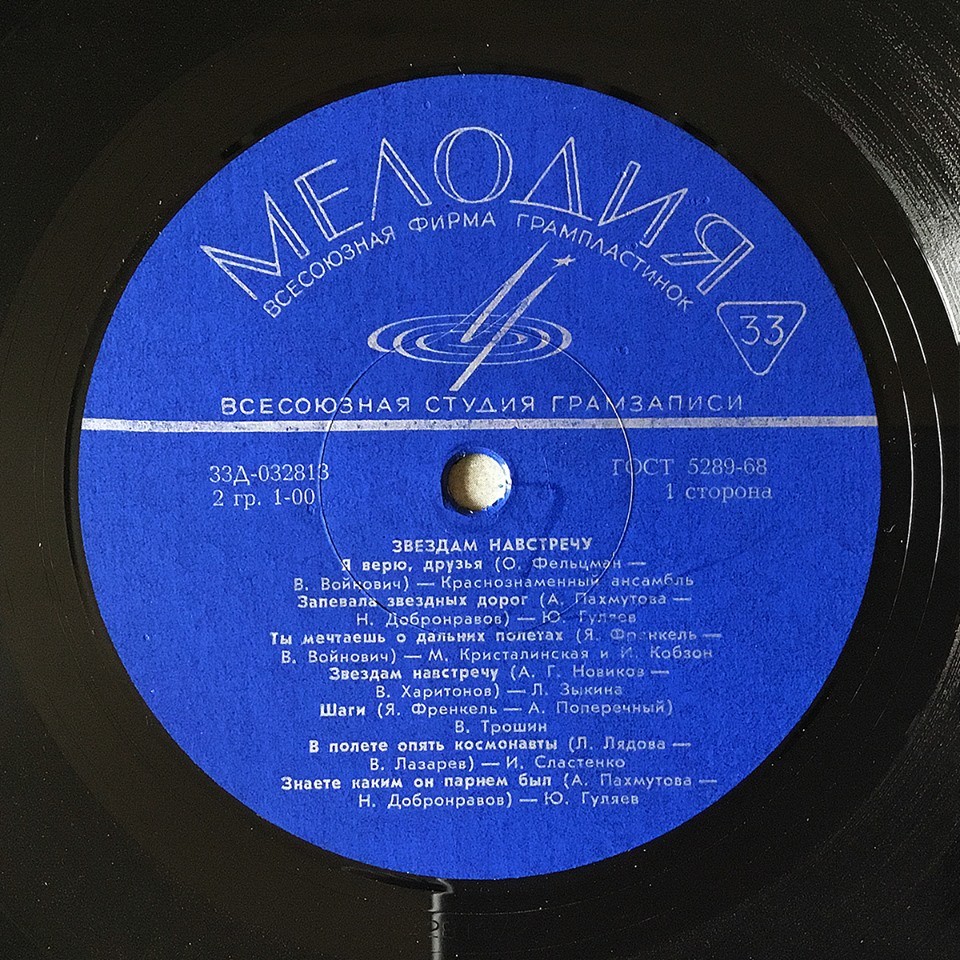 МЕЛОДИЯ
ВСЕСОЮЗНАЯ ФИРМА ГРАМПЛАСТИНОК
33
ВСЕСОЮЗНАЯ СТУДИЯ ГРАМЗАПИСИ
33Д-032813
ГОСТ 5289-68
2 гр. 1-00
1 сторона
ЗВЕЗДАМ НАВСТРЕЧУ
Я верю, друзья (О. Фельцман —
В. Войнович) — Краснознаменный ансамбль
Запевала звездных дорог (А. Пахмутова —
Н. Добронравов) — Ю. Гуляев
Ты мечтаешь о дальних полетах (Я. Френкель —
В. Войнович) — М. Кристалинская и И. Кобзон
Звездам навстречу (А. Г. Новиков —
В. Харитонов) — Л. Зыкина
Шаги (Я. Френкель — А. Поперечный)
В. Трошин
В полете опять космонавты (Л. Лядова —
В. Лазарев) — И. Сластенко
Знаете каким он парнем был (А. Пахмутова —
Н. Добронравов) — Ю. Гуляев